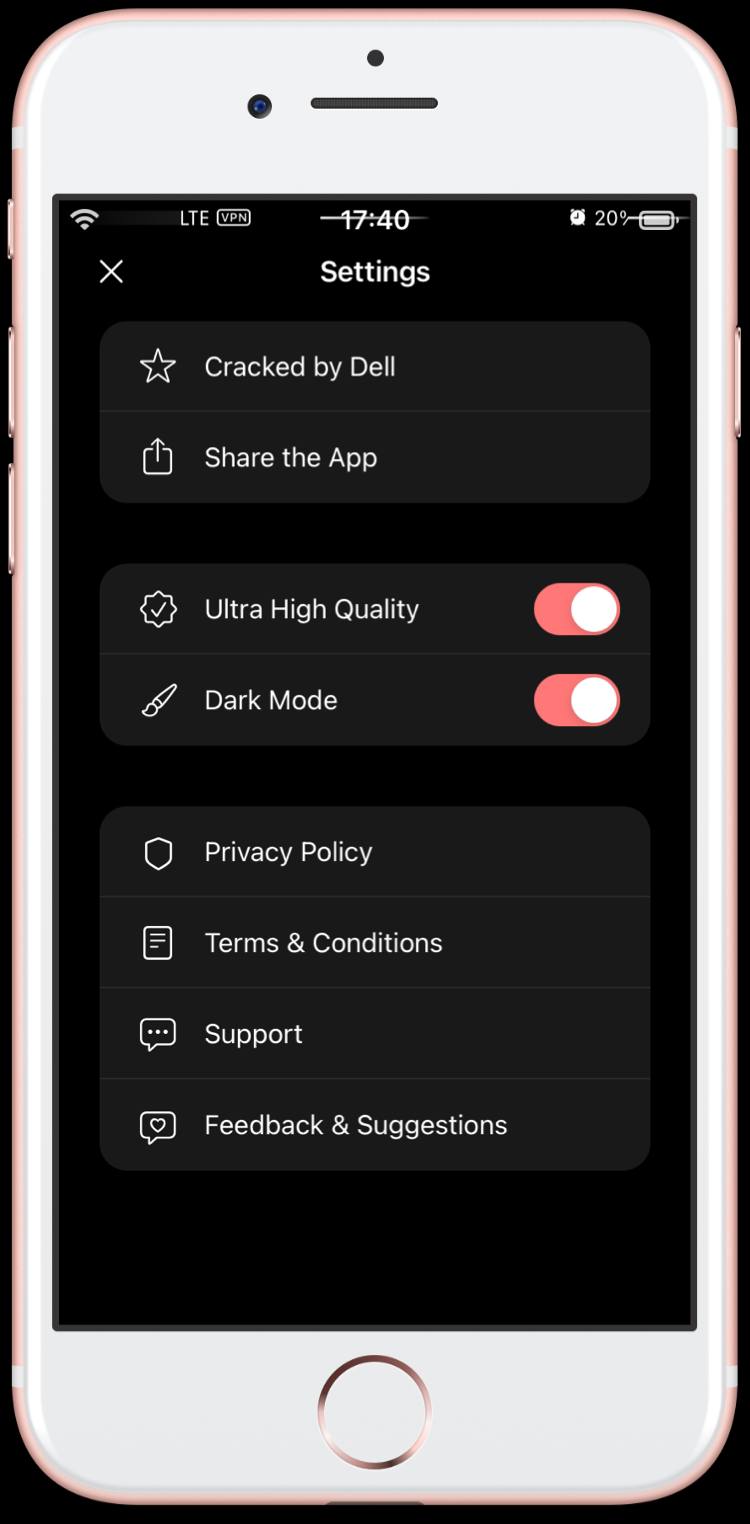 LTE VPN 17:40 20%
Settings
Cracked by Dell
Share the App
Ultra High Quality
Dark Mode
Privacy Policy
Terms & Conditions
Support
Feedback & Suggestions